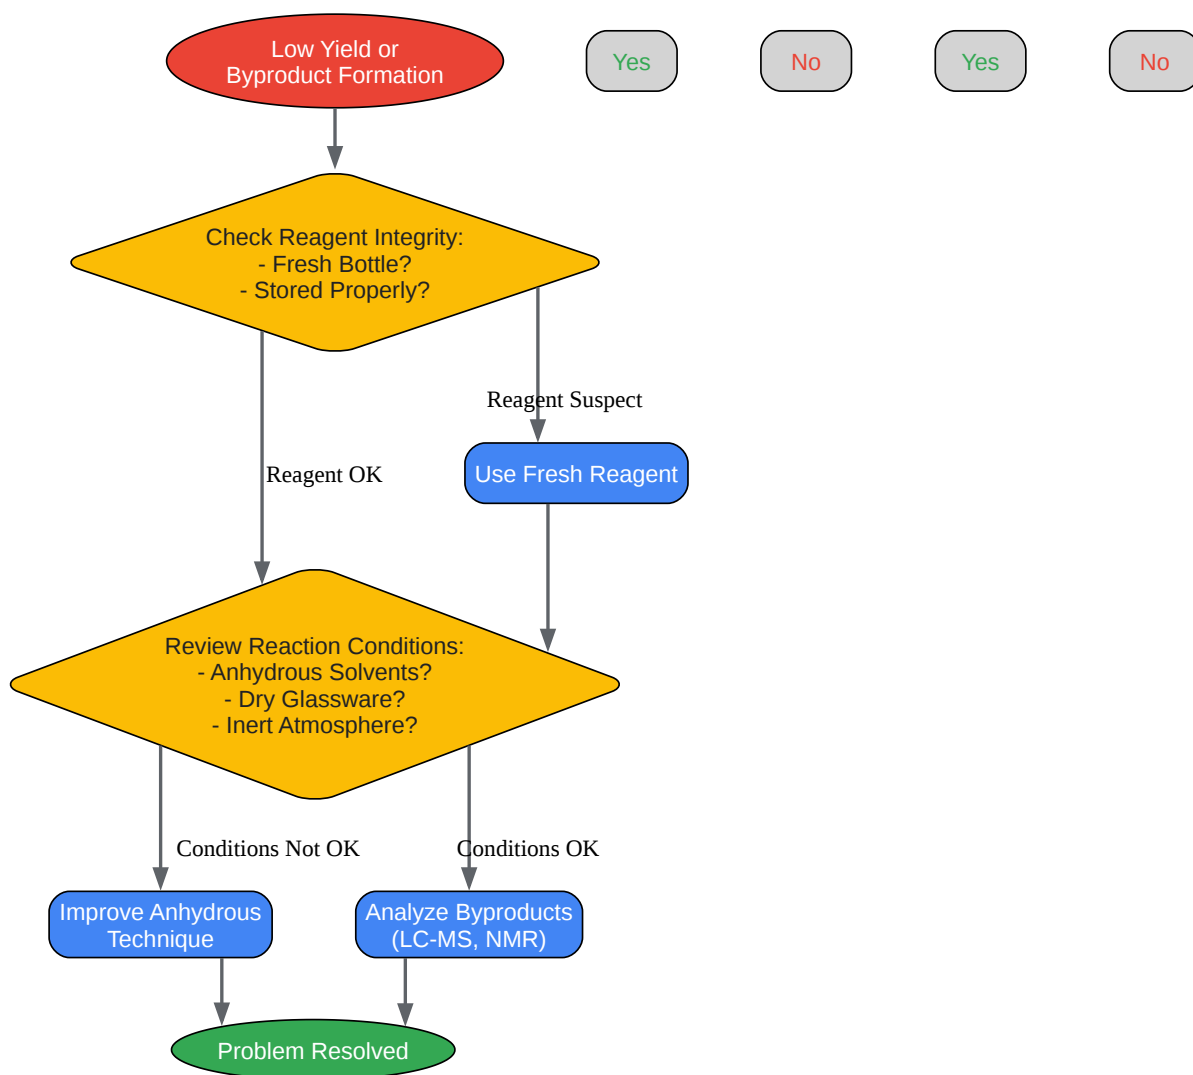 Low Yield or
Byproduct Formation
Yes
No
Yes
No
Check Reagent Integrity:
- Fresh Bottle?
- Stored Properly?
Reagent Suspect
Reagent OK
Use Fresh Reagent
Review Reaction Conditions:
- Anhydrous Solvents?
- Dry Glassware?
- Inert Atmosphere?
Conditions Not OK
Conditions OK
Improve Anhydrous
Technique
Analyze Byproducts
(LC-MS, NMR)
Problem Resolved